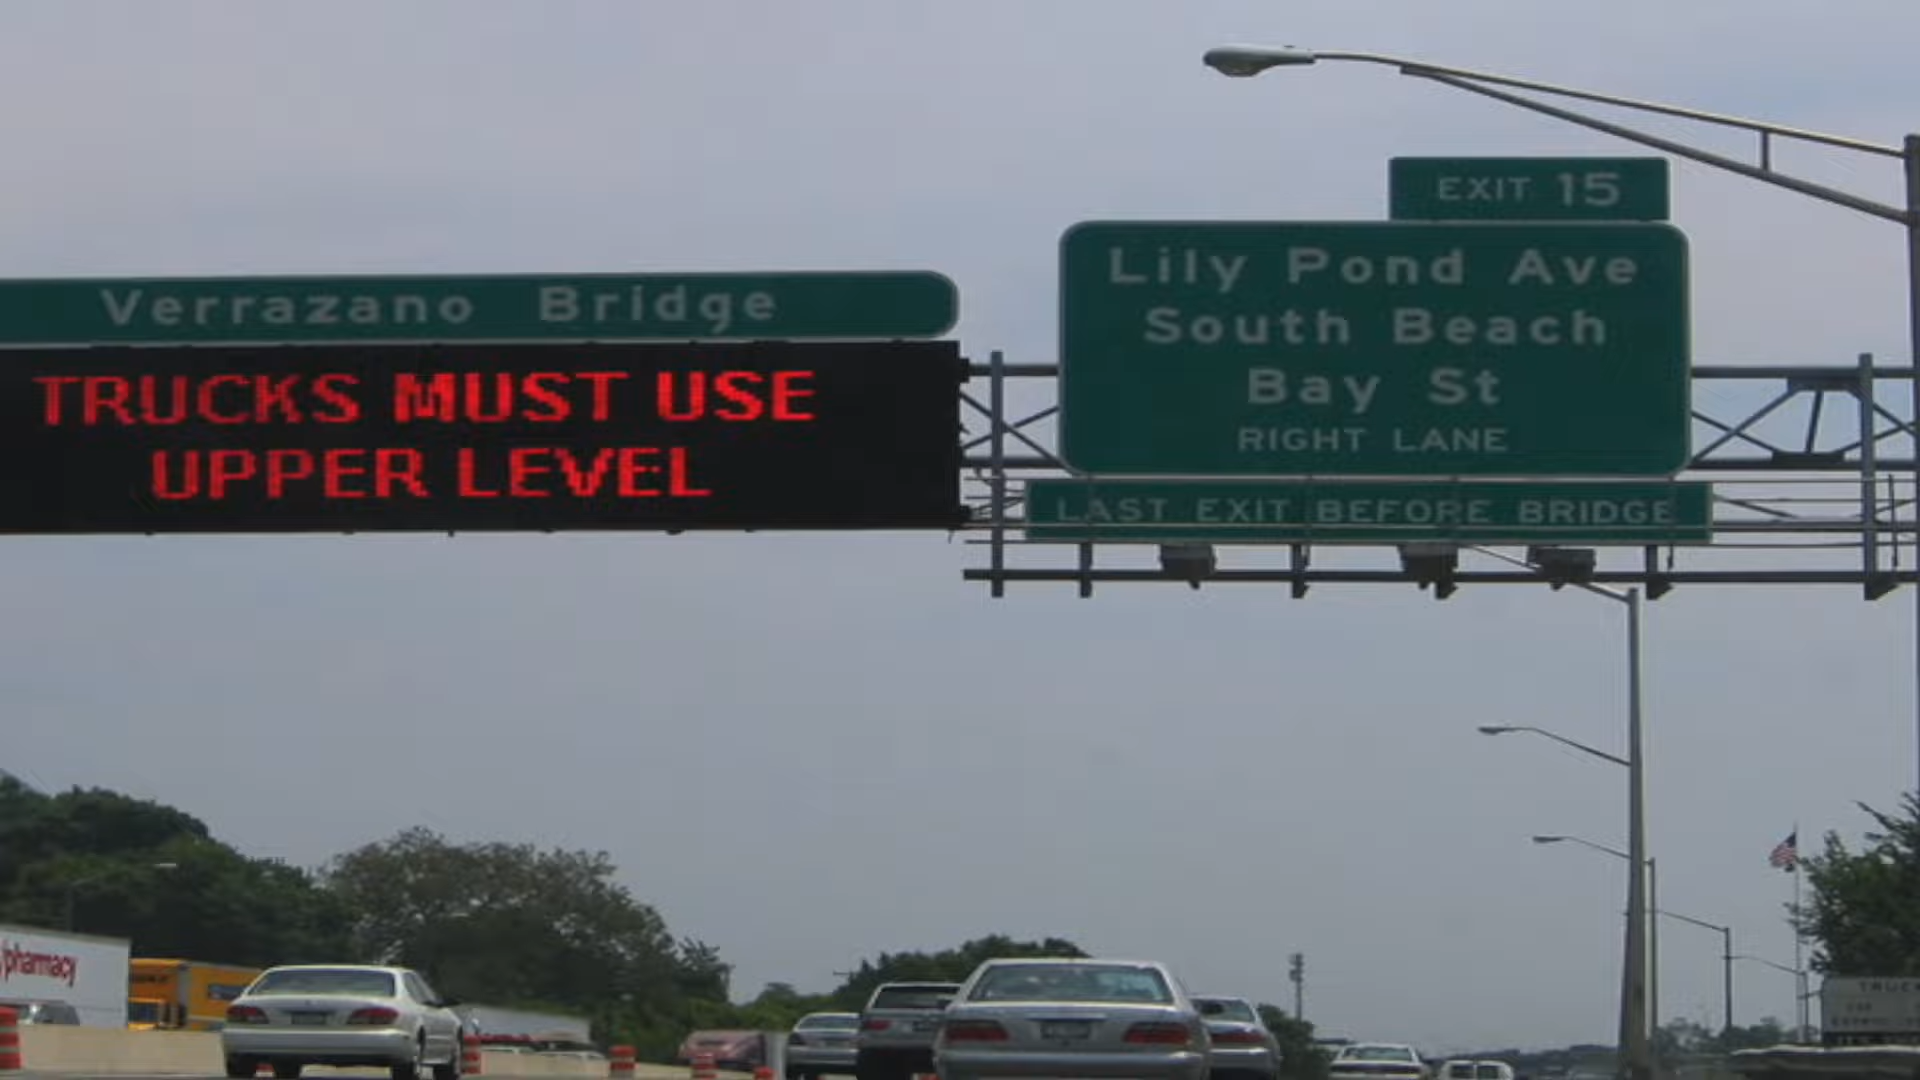 Verrazano Bridge
TRUCKS MUST USE
UPPER LEVEL
EXIT 15
Lily Pond Ave
South Beach
Bay St
RIGHT LANE
LAST EXIT BEFORE BRIDGE
pharmacy